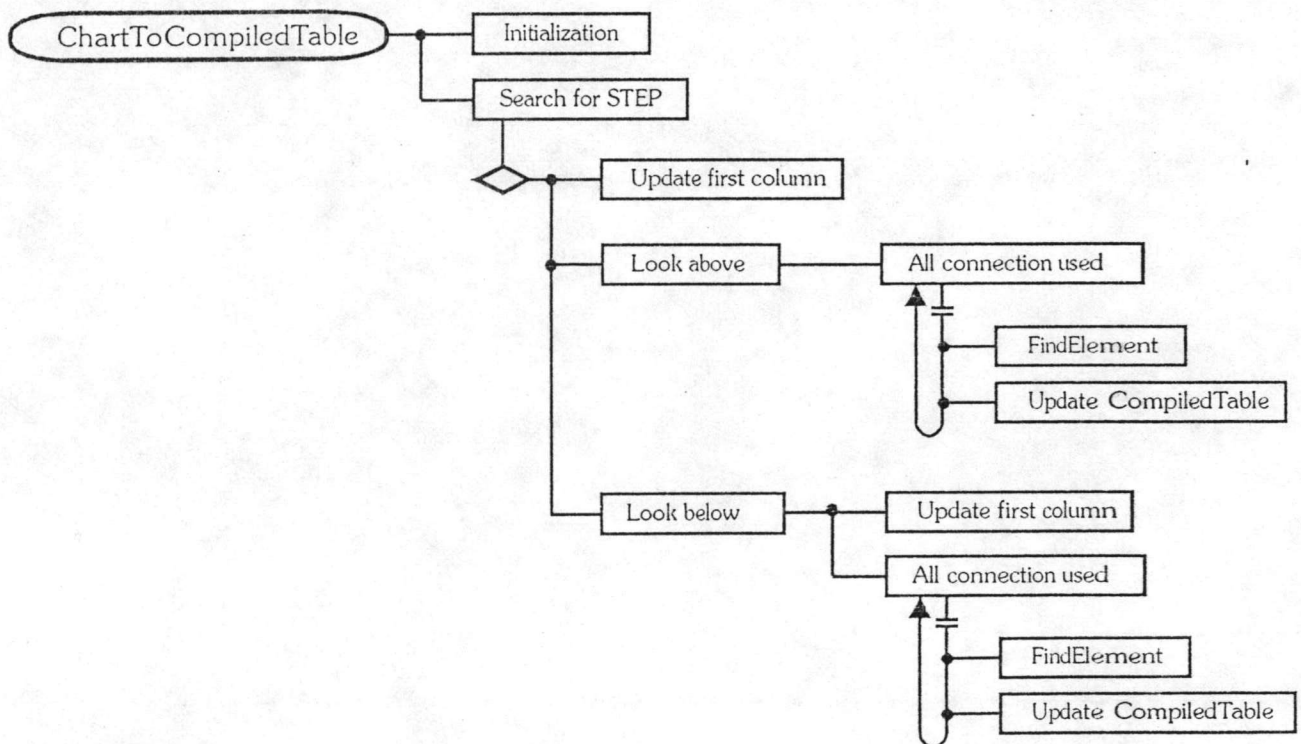 ChartToCompiledTable
Initialization
Search for STEP
Update first column
Look above
All connection used
FindElement
Update CompiledTable
Look below
Update first column
All connection used
FindElement
Update CompiledTable